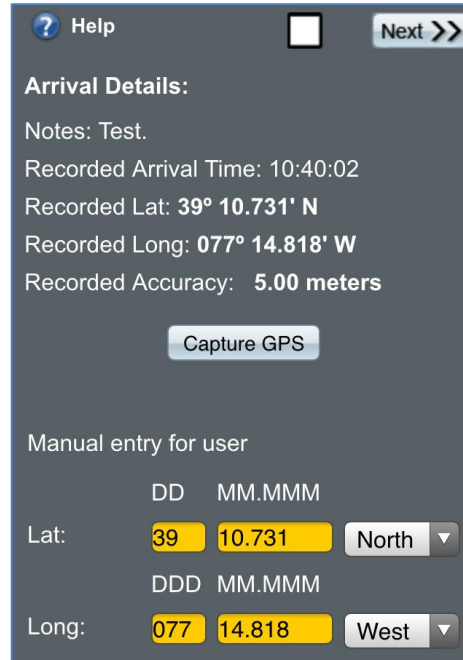 ? Help Next >>
Arrival Details:
Notes: Test.
Recorded Arrival Time: 10:40:02
Recorded Lat: 39º 10.731' N
Recorded Long: 077º 14.818' W
Recorded Accuracy: 5.00 meters
Capture GPS
Manual entry for user
DD MM.MMM
Lat: 39 10.731 North
DDD MM.MMM
Long: 077 14.818 West